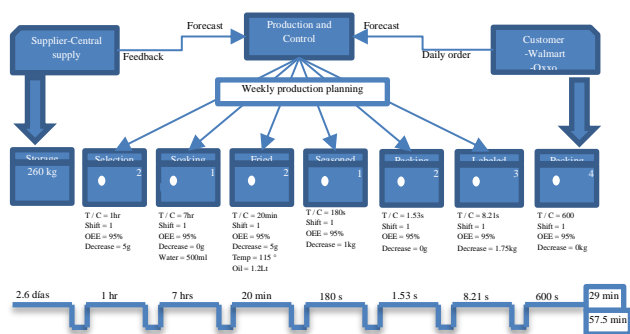 Forecast
Production and
Control
Forecast
Supplier-Central
supply
Feedback
Daily order
Customer
-Walmart
-Oxxo
Weekly production planning
Storage
260 kg
Selection
2
Soaking
1
Fried
2
Seasoned
1
Packing
2
Labeled
3
Packing
4
T / C = 1hr
Shift = 1
OEE = 95%
Decrease = 5g
T / C = 7hr
Shift = 1
OEE = 95%
Decrease = 0g
Water = 500ml
T / C = 20min
Shift = 1
OEE = 95%
Decrease = 5g
Temp = 115 °
Oil = 1.2Lt
T / C = 180s
Shift = 1
OEE = 95%
Decrease = 1kg
T / C = 1.53s
Shift = 1
OEE = 95%
Decrease = 0g
T / C = 8.21s
Shift = 1
OEE = 95%
Decrease = 1.75kg
T / C = 600
Shift = 1
OEE = 95%
Decrease = 0kg
2.6 días
1 hr
7 hrs
20 min
180 s
1.53 s
8.21 s
600 s
29 min
57.5 min